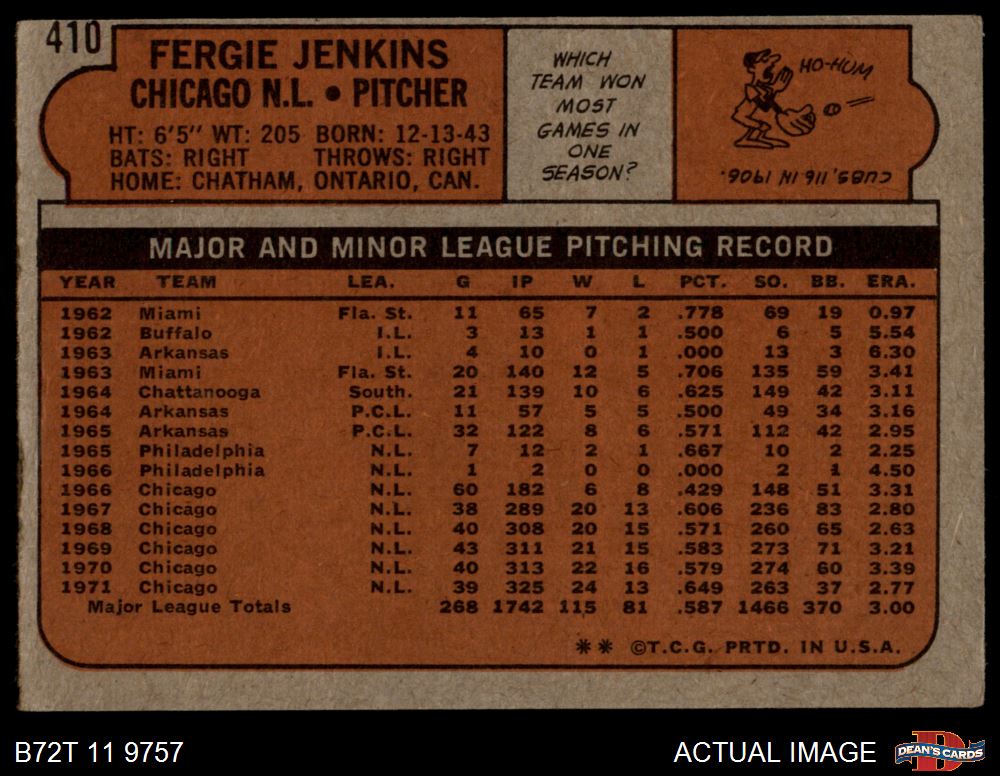 410
FERGIE JENKINS
CHICAGO N.L. • PITCHER
HT: 6'5" WT: 205 BORN: 12-13-43
BATS: RIGHT THROWS: RIGHT
HOME: CHATHAM, ONTARIO, CAN.
WHICH
TEAM WON
MOST
GAMES IN
ONE
SEASON?
HO-HUM
CUBS, 116 IN 1906.
MAJOR AND MINOR LEAGUE PITCHING RECORD
YEAR TEAM LEA. G IP W L PCT. SO. BB. ERA.
1962 Miami Fla. St. 11 65 7 2 .778 69 19 0.97
1962 Buffalo I.L. 3 13 1 1 .500 6 5 5.54
1963 Arkansas I.L. 4 10 0 1 .000 13 3 6.30
1963 Miami Fla. St. 20 140 12 5 .706 135 59 3.41
1964 Chattanooga South. 21 139 10 6 .625 149 42 3.11
1964 Arkansas P.C.L. 11 57 5 5 .500 49 34 3.16
1965 Arkansas P.C.L. 32 122 8 6 .571 112 42 2.95
1965 Philadelphia N.L. 7 12 2 1 .667 10 2 2.25
1966 Philadelphia N.L. 1 2 0 0 .000 2 1 4.50
1966 Chicago N.L. 60 182 6 8 .429 148 51 3.31
1967 Chicago N.L. 38 289 20 13 .606 236 83 2.80
1968 Chicago N.L. 40 308 20 15 .571 260 65 2.63
1969 Chicago N.L. 43 311 21 15 .583 273 71 3.21
1970 Chicago N.L. 40 313 22 16 .579 274 60 3.39
1971 Chicago N.L. 39 325 24 13 .649 263 37 2.77
Major League Totals 268 1742 115 81 .587 1466 370 3.00
** ©T.C.G. PRTD. IN U.S.A.
B72T 11 9757
ACTUAL IMAGE
D
DEAN'S CARDS